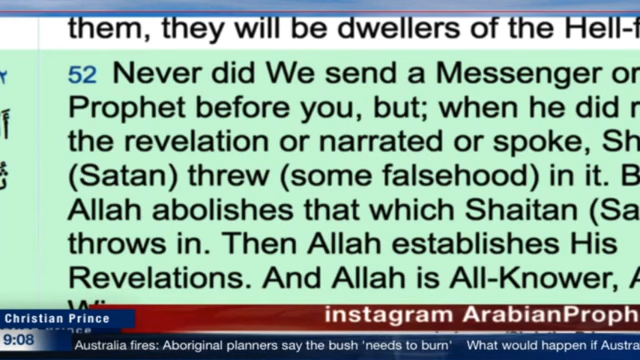 them, they will be dwellers of the Hell-f
52 Never did We send a Messenger or
Prophet before you, but; when he did r
the revelation or narrated or spoke, Sh
(Satan) threw (some falsehood) in it. B
Allah abolishes that which Shaitan (Sa
throws in. Then Allah establishes His
Revelations. And Allah is All-Knower, A
Christian Prince
instagram ArabianProph
9:08
Australia fires: Aboriginal planners say the bush 'needs to burn' What would happen if Austra